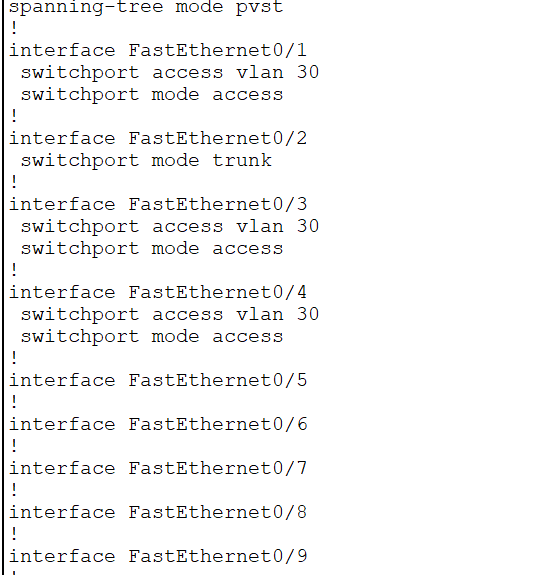 spanning-tree mode pvst
!
interface FastEthernet0/1
 switchport access vlan 30
 switchport mode access
!
interface FastEthernet0/2
 switchport mode trunk
!
interface FastEthernet0/3
 switchport access vlan 30
 switchport mode access
!
interface FastEthernet0/4
 switchport access vlan 30
 switchport mode access
!
interface FastEthernet0/5
!
interface FastEthernet0/6
!
interface FastEthernet0/7
!
interface FastEthernet0/8
!
interface FastEthernet0/9
!